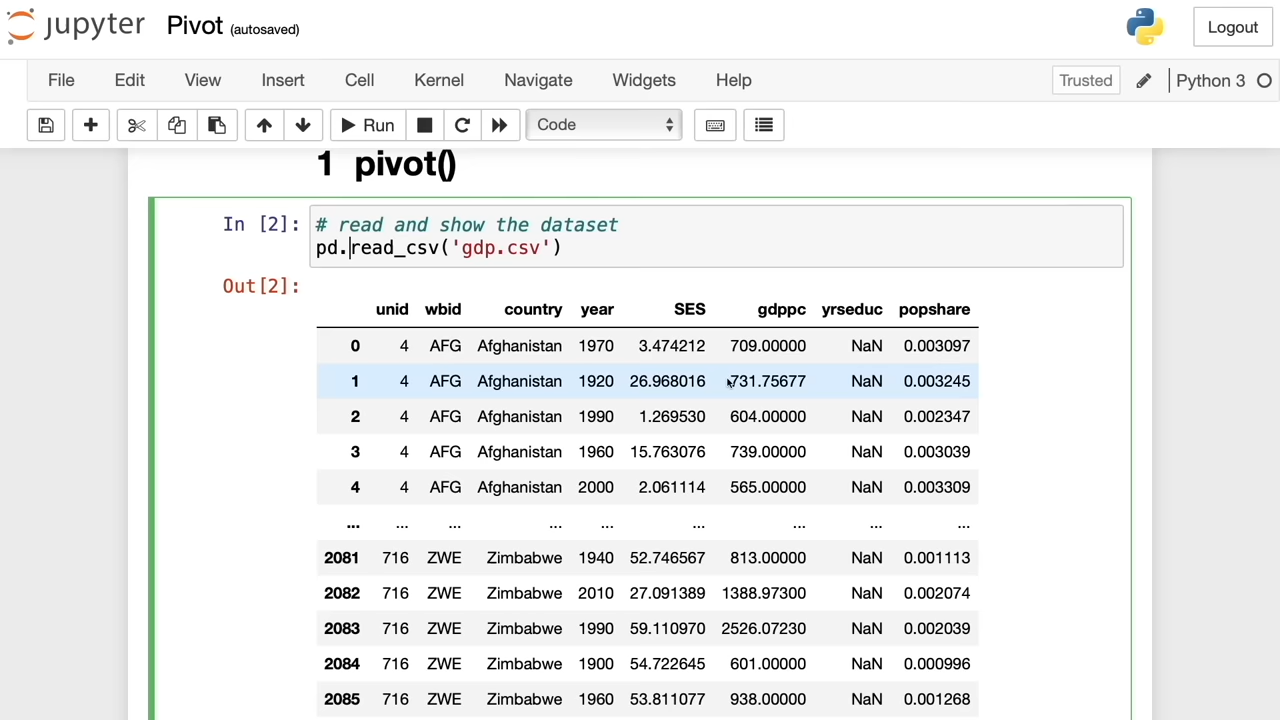 jupyter Pivot (autosaved) Logout
File Edit View Insert Cell Kernel Navigate Widgets Help Trusted Python 3
Run Code
1 pivot()
In [2]: # read and show the dataset
pd.read_csv('gdp.csv')
Out[2]:
unid wbid country year SES gdppc yrseduc popshare
0 4 AFG Afghanistan 1970 3.474212 709.00000 NaN 0.003097
1 4 AFG Afghanistan 1920 26.968016 731.75677 NaN 0.003245
2 4 AFG Afghanistan 1990 1.269530 604.00000 NaN 0.002347
3 4 AFG Afghanistan 1960 15.763076 739.00000 NaN 0.003039
4 4 AFG Afghanistan 2000 2.061114 565.00000 NaN 0.003309
... ... ... ... ... ... ... ... ...
2081 716 ZWE Zimbabwe 1940 52.746567 813.00000 NaN 0.001113
2082 716 ZWE Zimbabwe 2010 27.091389 1388.97300 NaN 0.002074
2083 716 ZWE Zimbabwe 1990 59.110970 2526.07230 NaN 0.002039
2084 716 ZWE Zimbabwe 1900 54.722645 601.00000 NaN 0.000996
2085 716 ZWE Zimbabwe 1960 53.811077 938.00000 NaN 0.001268